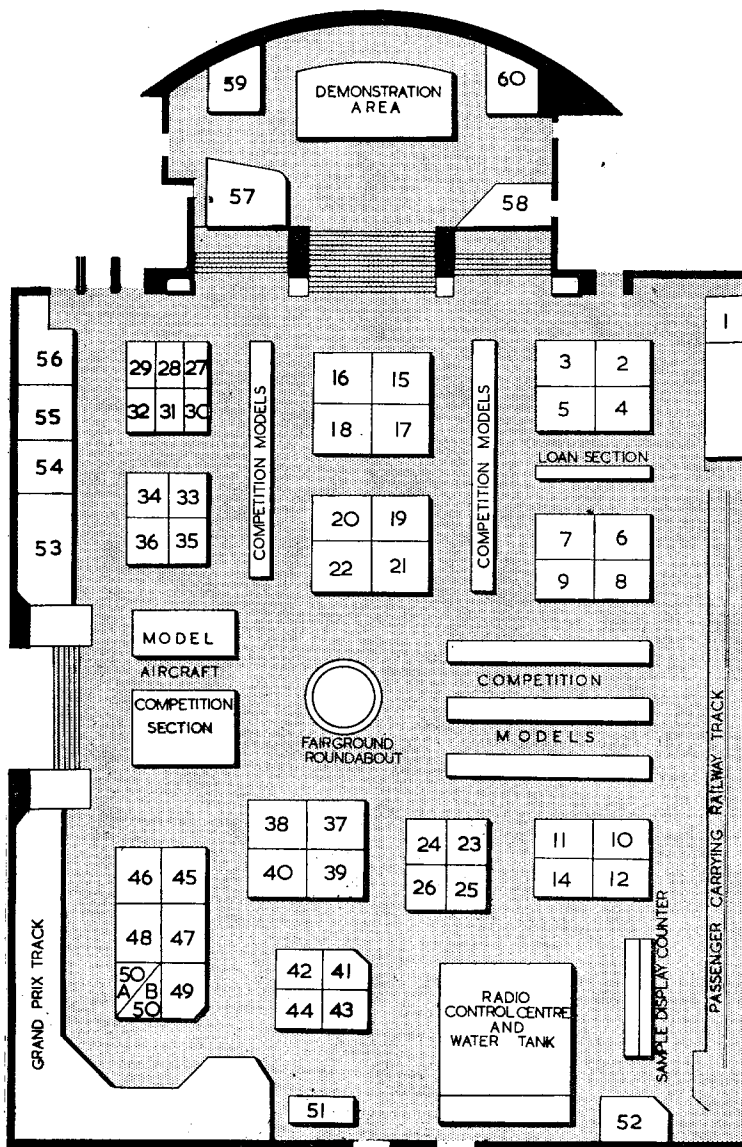 59
DEMONSTRATION
AREA
60
57
58
1
56
55
54
53
29 28 27
32 31 30
34 33
36 35
COMPETITION MODELS
16 15
18 17
20 19
22 21
COMPETITION MODELS
3 2
5 4
LOAN SECTION
7 6
9 8
MODEL
AIRCRAFT
COMPETITION
SECTION
FAIRGROUND
ROUNDABOUT
COMPETITION
MODELS
PASSENGER CARRYING RAILWAY TRACK
38 37
40 39
24 23
26 25
11 10
14 12
46 45
48 47
50 A
B 50
49
42 41
44 43
GRAND PRIX TRACK
RADIO
CONTROL CENTRE
AND
WATER TANK
SAMPLE DISPLAY COUNTER
51
52